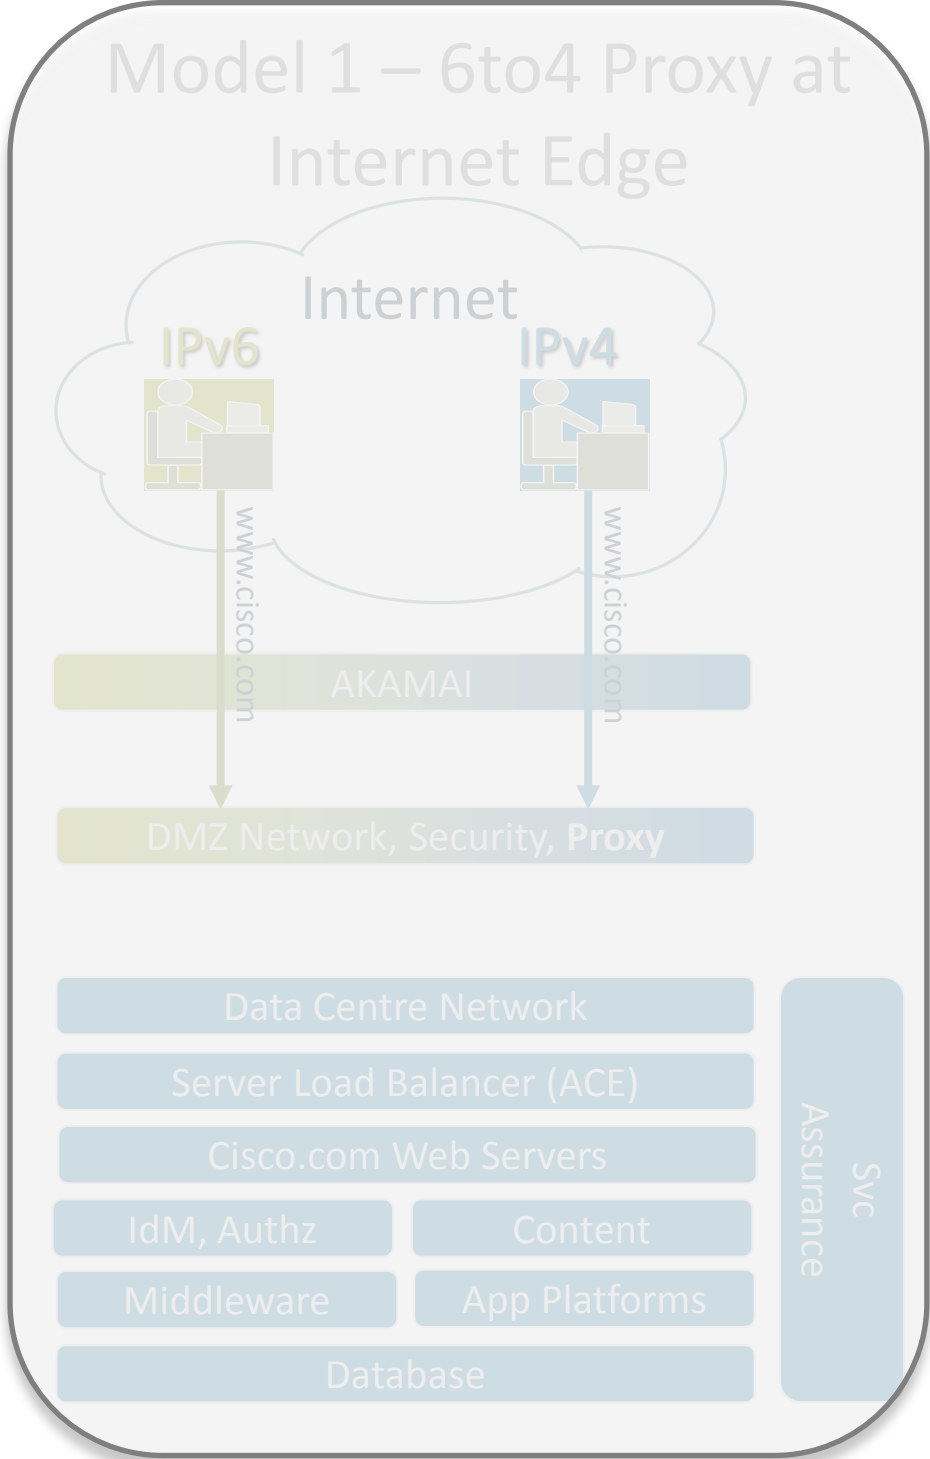 Model 1 – 6to4 Proxy at
Internet Edge
Internet
IPv6
IPv4
www.cisco.com
www.cisco.com
AKAMAI
DMZ Network, Security, Proxy
Data Centre Network
Server Load Balancer (ACE)
Cisco.com Web Servers
IdM, Authz
Content
Middleware
App Platforms
Database
Svc
Assurance